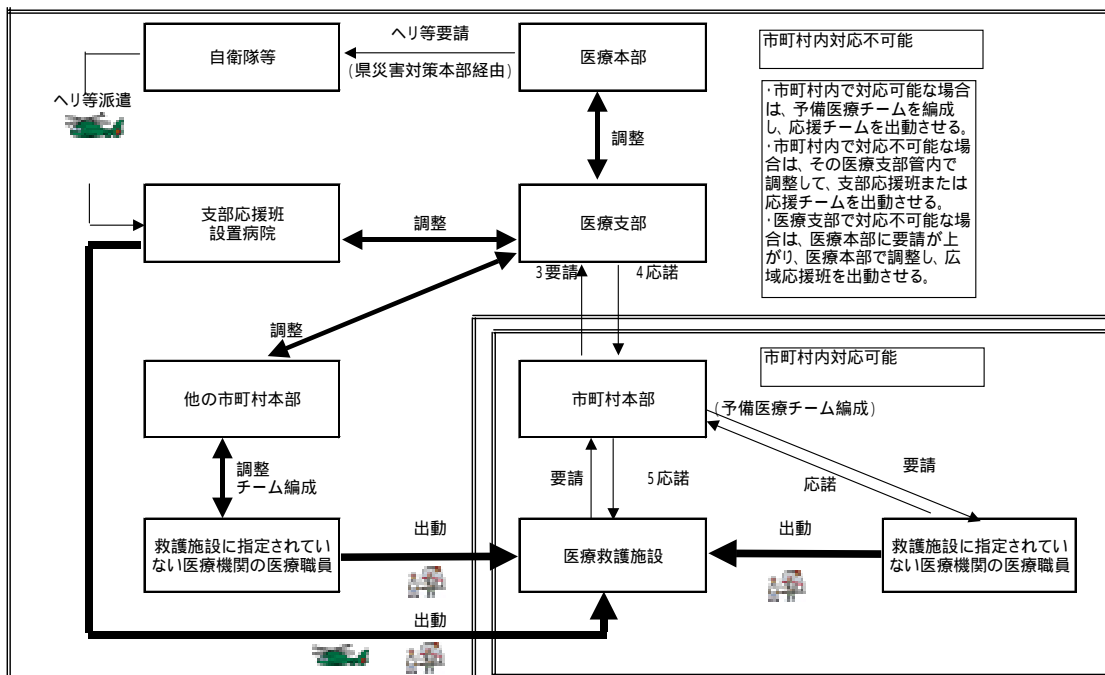 自衛隊等
ヘリ等要請
(県災害対策本部経由)
医療本部
市町村内対応不可能
ヘリ等派遣
調整
・市町村内で対応可能な場合
は、予備医療チームを編成
し、応援チームを出動させる。
・市町村内で対応不可能な場
合は、その医療支部管内で
調整して、支部応援班または
応援チームを出動させる。
・医療支部で対応不可能な場
合は、医療本部に要請が上
がり、医療本部で調整し、広
域応援班を出動させる。
支部応援班
設置病院
調整
医療支部
3要請
4応諾
調整
他の市町村本部
市町村本部
市町村内対応可能
(予備医療チーム編成)
調整
チーム編成
要請
5応諾
要請
応諾
救護施設に指定されてい
ない医療機関の医療職員
出動
医療救護施設
出動
救護施設に指定されてい
ない医療機関の医療職員
出動